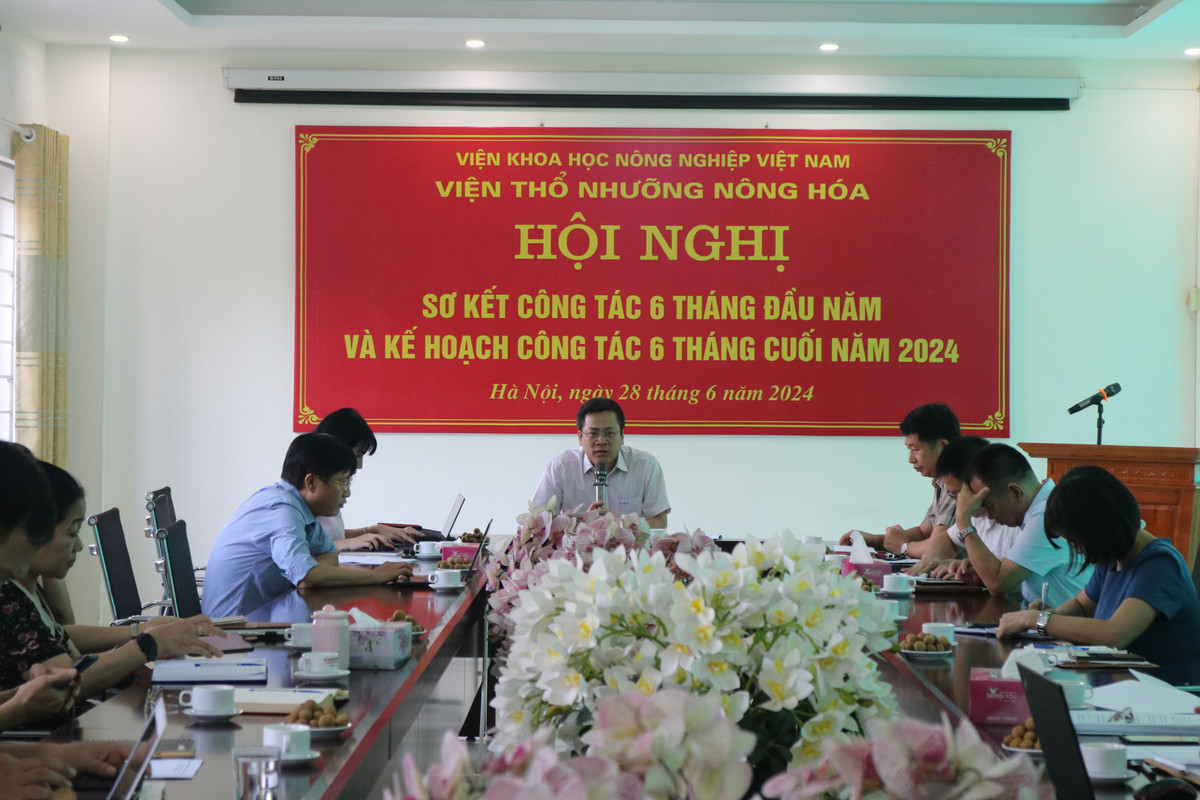 VIỆN KHOA HỌC NÔNG NGHIỆP VIỆT NAM
VIỆN THỔ NHƯỠNG NÔNG HÓA
HỘI NGHỊ
SƠ KẾT CÔNG TÁC 6 THÁNG ĐẦU NĂM
VÀ KẾ HOẠCH CÔNG TÁC 6 THÁNG CUỐI NĂM 2024
Hà Nội, ngày 28 tháng 6 năm 2024